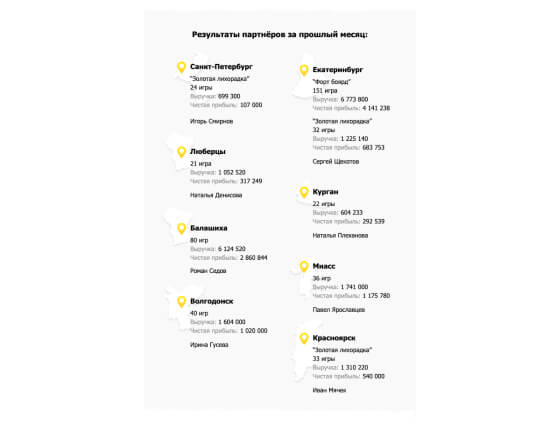 Результаты партнёров за прошлый месяц:
Санкт-Петербург
"Золотая лихорадка"
24 игры
Выручка: 699 300
Чистая прибыль: 107 000
Игорь Смирнов
Люберцы
21 игра
Выручка: 1 052 520
Чистая прибыль: 317 249
Наталья Денисова
Балашиха
80 игр
Выручка: 6 124 520
Чистая прибыль: 2 860 844
Роман Седов
Волгодонск
40 игр
Выручка: 1 604 000
Чистая прибыль: 1 020 000
Ирина Гусева
Екатеринбург
"Форт боярд"
151 игра
Выручка: 6 773 800
Чистая прибыль: 4 141 238
"Золотая лихорадка"
32 игры
Выручка: 1 225 140
Чистая прибыль: 683 753
Сергей Щекотов
Курган
22 игры
Выручка: 604 233
Чистая прибыль: 292 539
Наталья Плеханова
Миасс
36 игр
Выручка: 1 741 000
Чистая прибыль: 1 175 780
Павел Ярославцев
Красноярск
"Золотая лихорадка"
33 игры
Выручка: 1 310 220
Чистая прибыль: 540 000
Иван Мячек